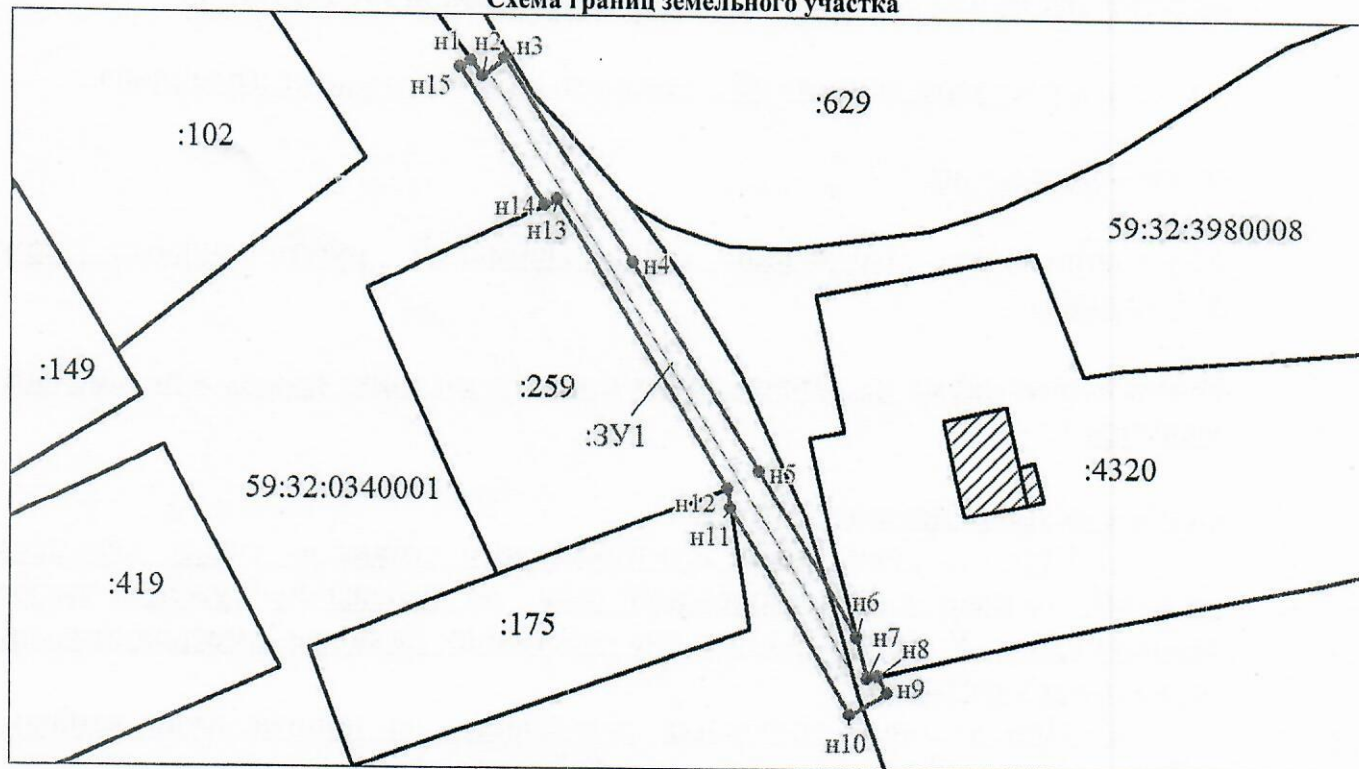 Схема границ земельного участка
н1
н2
н3
н15
:629
:102
н14
н13
59:32:3980008
н4
:149
:259
:ЗУ1
н5
:4320
59:32:0340001
н12
н11
:419
:175
н6
н7
н8
н9
н10